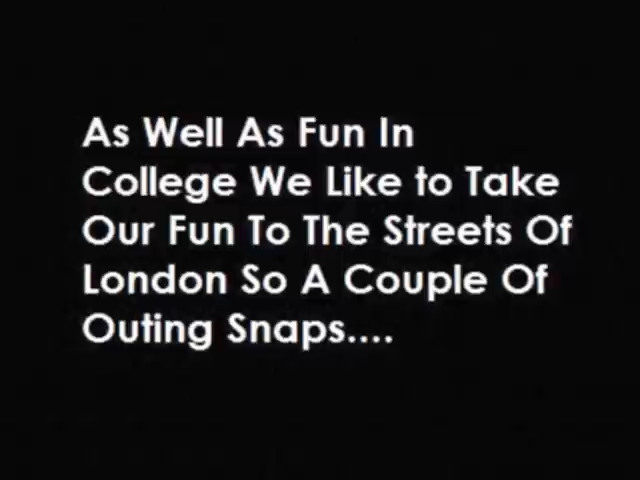 As Well As Fun In
College We Like to Take
Our Fun To The Streets Of
London So A Couple Of
Outing Snaps....